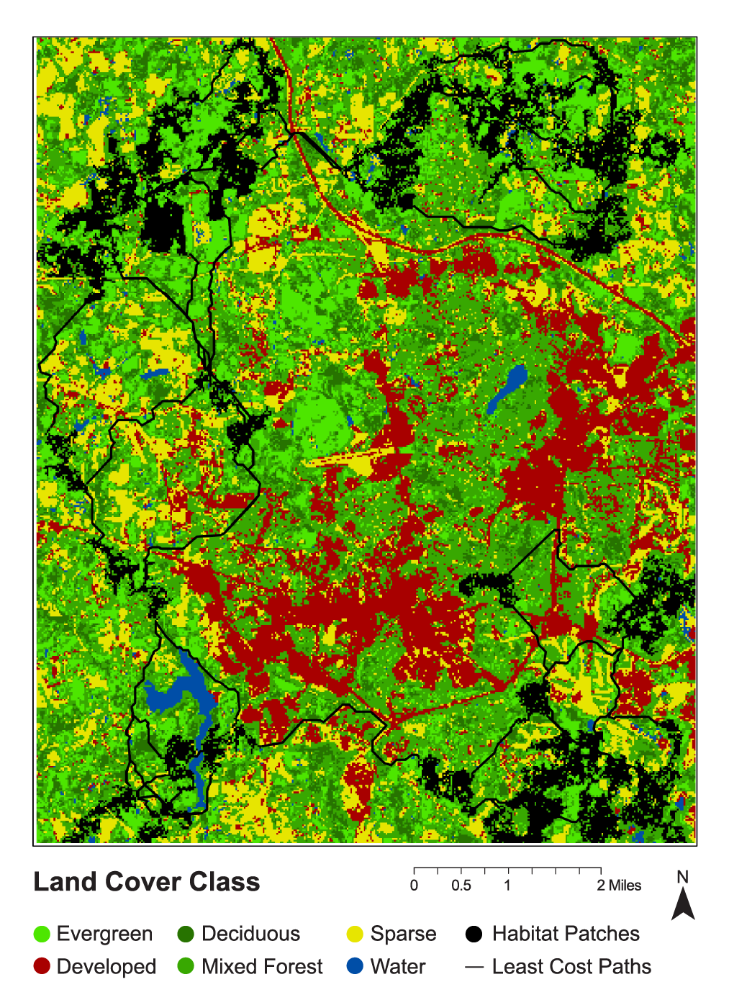 Land Cover Class
0 0.5 1 2 Miles
N
Evergreen Deciduous Sparse Habitat Patches
Developed Mixed Forest Water Least Cost Paths